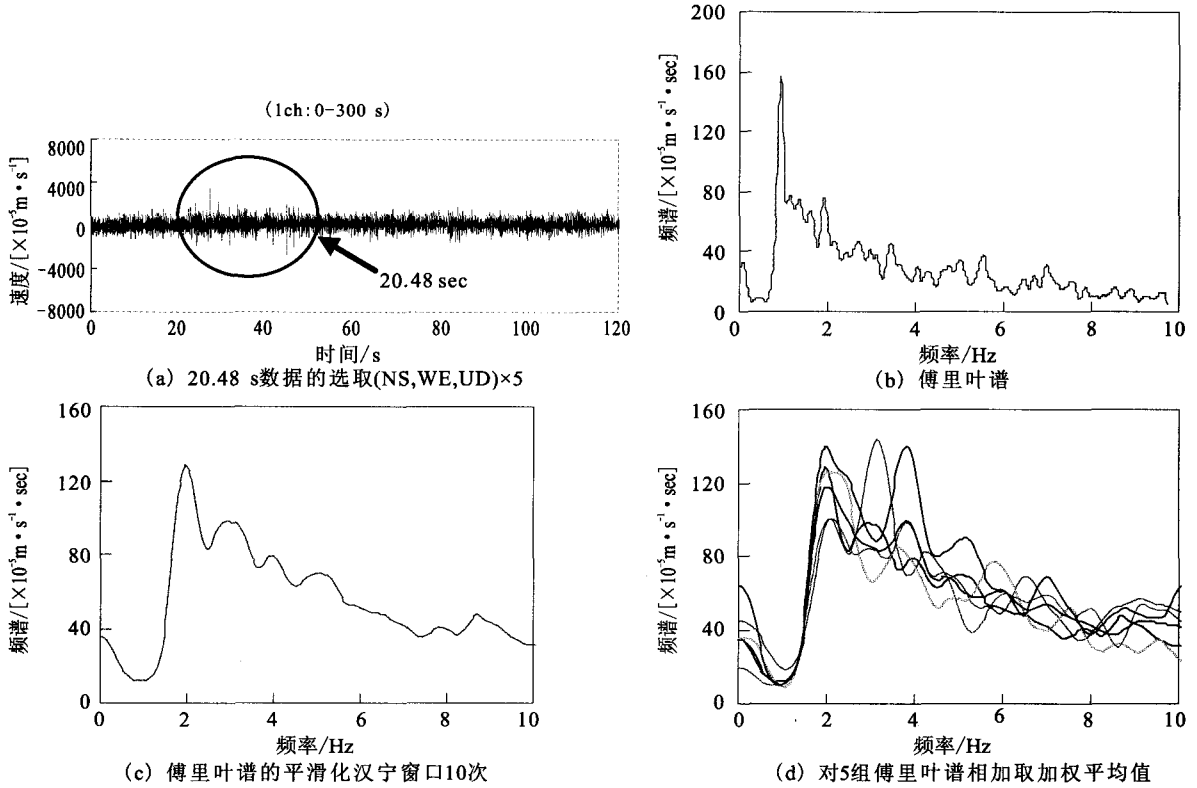 (1ch:0-300 s)
速度/[×10⁻⁵m·s⁻¹]
8000
4000
0
-4000
-8000
20.48 sec
0 20 40 60 80 100 120
时间/s
(a) 20.48 s数据的选取(NS,WE,UD)×5
频谱/[×10⁻⁵m·s⁻¹·sec]
200
160
120
80
40
0
0 2 4 6 8 10
频率/Hz
(b) 傅里叶谱
频谱/[×10⁻⁵m·s⁻¹·sec]
160
120
80
40
0
0 2 4 6 8 10
频率/Hz
(c) 傅里叶谱的平滑化汉宁窗口10次
频谱/[×10⁻⁵m·s⁻¹·sec]
160
120
80
40
0
0 2 4 6 8 10
频率/Hz
(d) 对5组傅里叶谱相加取加权平均值